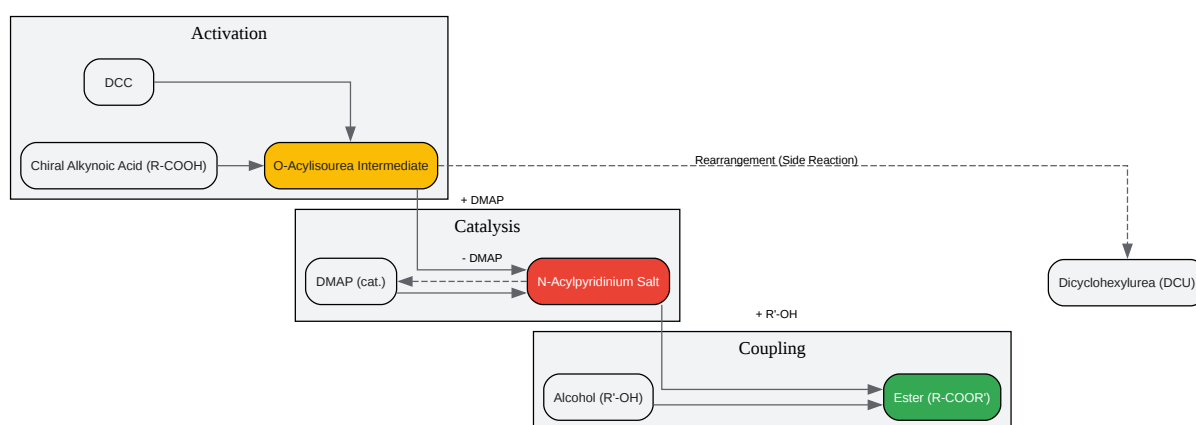 Activation
DCC
Chiral Alkynoic Acid (R-COOH)
O-Acylisourea Intermediate
Rearrangement (Side Reaction)
+ DMAP
Catalysis
- DMAP
DMAP (cat.)
N-Acylpyridinium Salt
Dicyclohexylurea (DCU)
+ R'-OH
Coupling
Alcohol (R'-OH)
Ester (R-COOR')